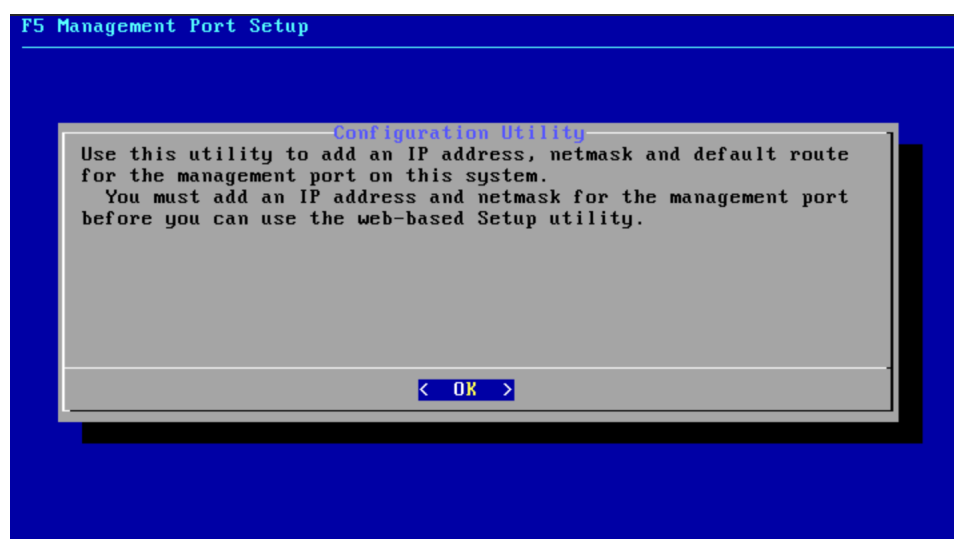 F5 Management Port Setup
Configuration Utility
Use this utility to add an IP address, netmask and default route
for the management port on this system.
You must add an IP address and netmask for the management port
before you can use the web-based Setup utility.
< OK >